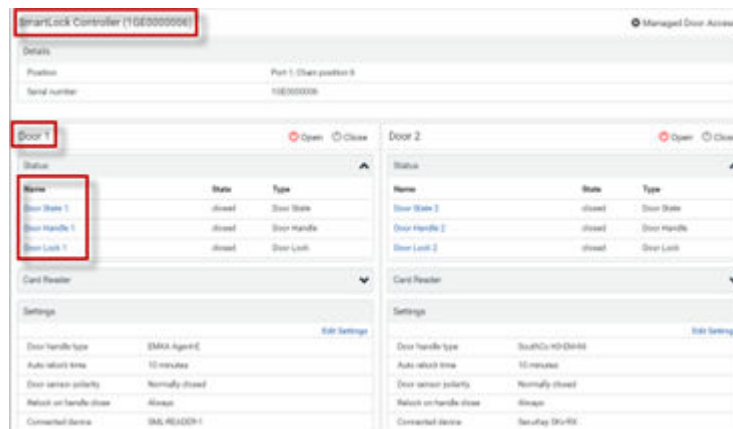 SmartLock Controller (1GE0000006)
Managed Door Access
Details
Position Port 1: Chain position 6
Serial number 1GE0000006
Door 1 Open Close
Status
Name State Type
Door State 1 closed Door State
Door Handle 1 closed Door Handle
Door Lock 1 closed Door Lock
Card Reader
Settings
Edit Settings
Door handle type EMKA Agent-E
Auto relock time 10 minutes
Door sensor polarity Normally closed
Relock on handle close Always
Connected device
Door 2 Open Close
Status
Name State Type
Door State 2 closed Door State
Door Handle 2 closed Door Handle
Door Lock 2 closed Door Lock
Card Reader
Settings
Edit Settings
Door handle type SouthCo
Auto relock time 10 minutes
Door sensor polarity Normally closed
Relock on handle close Always
Connected device